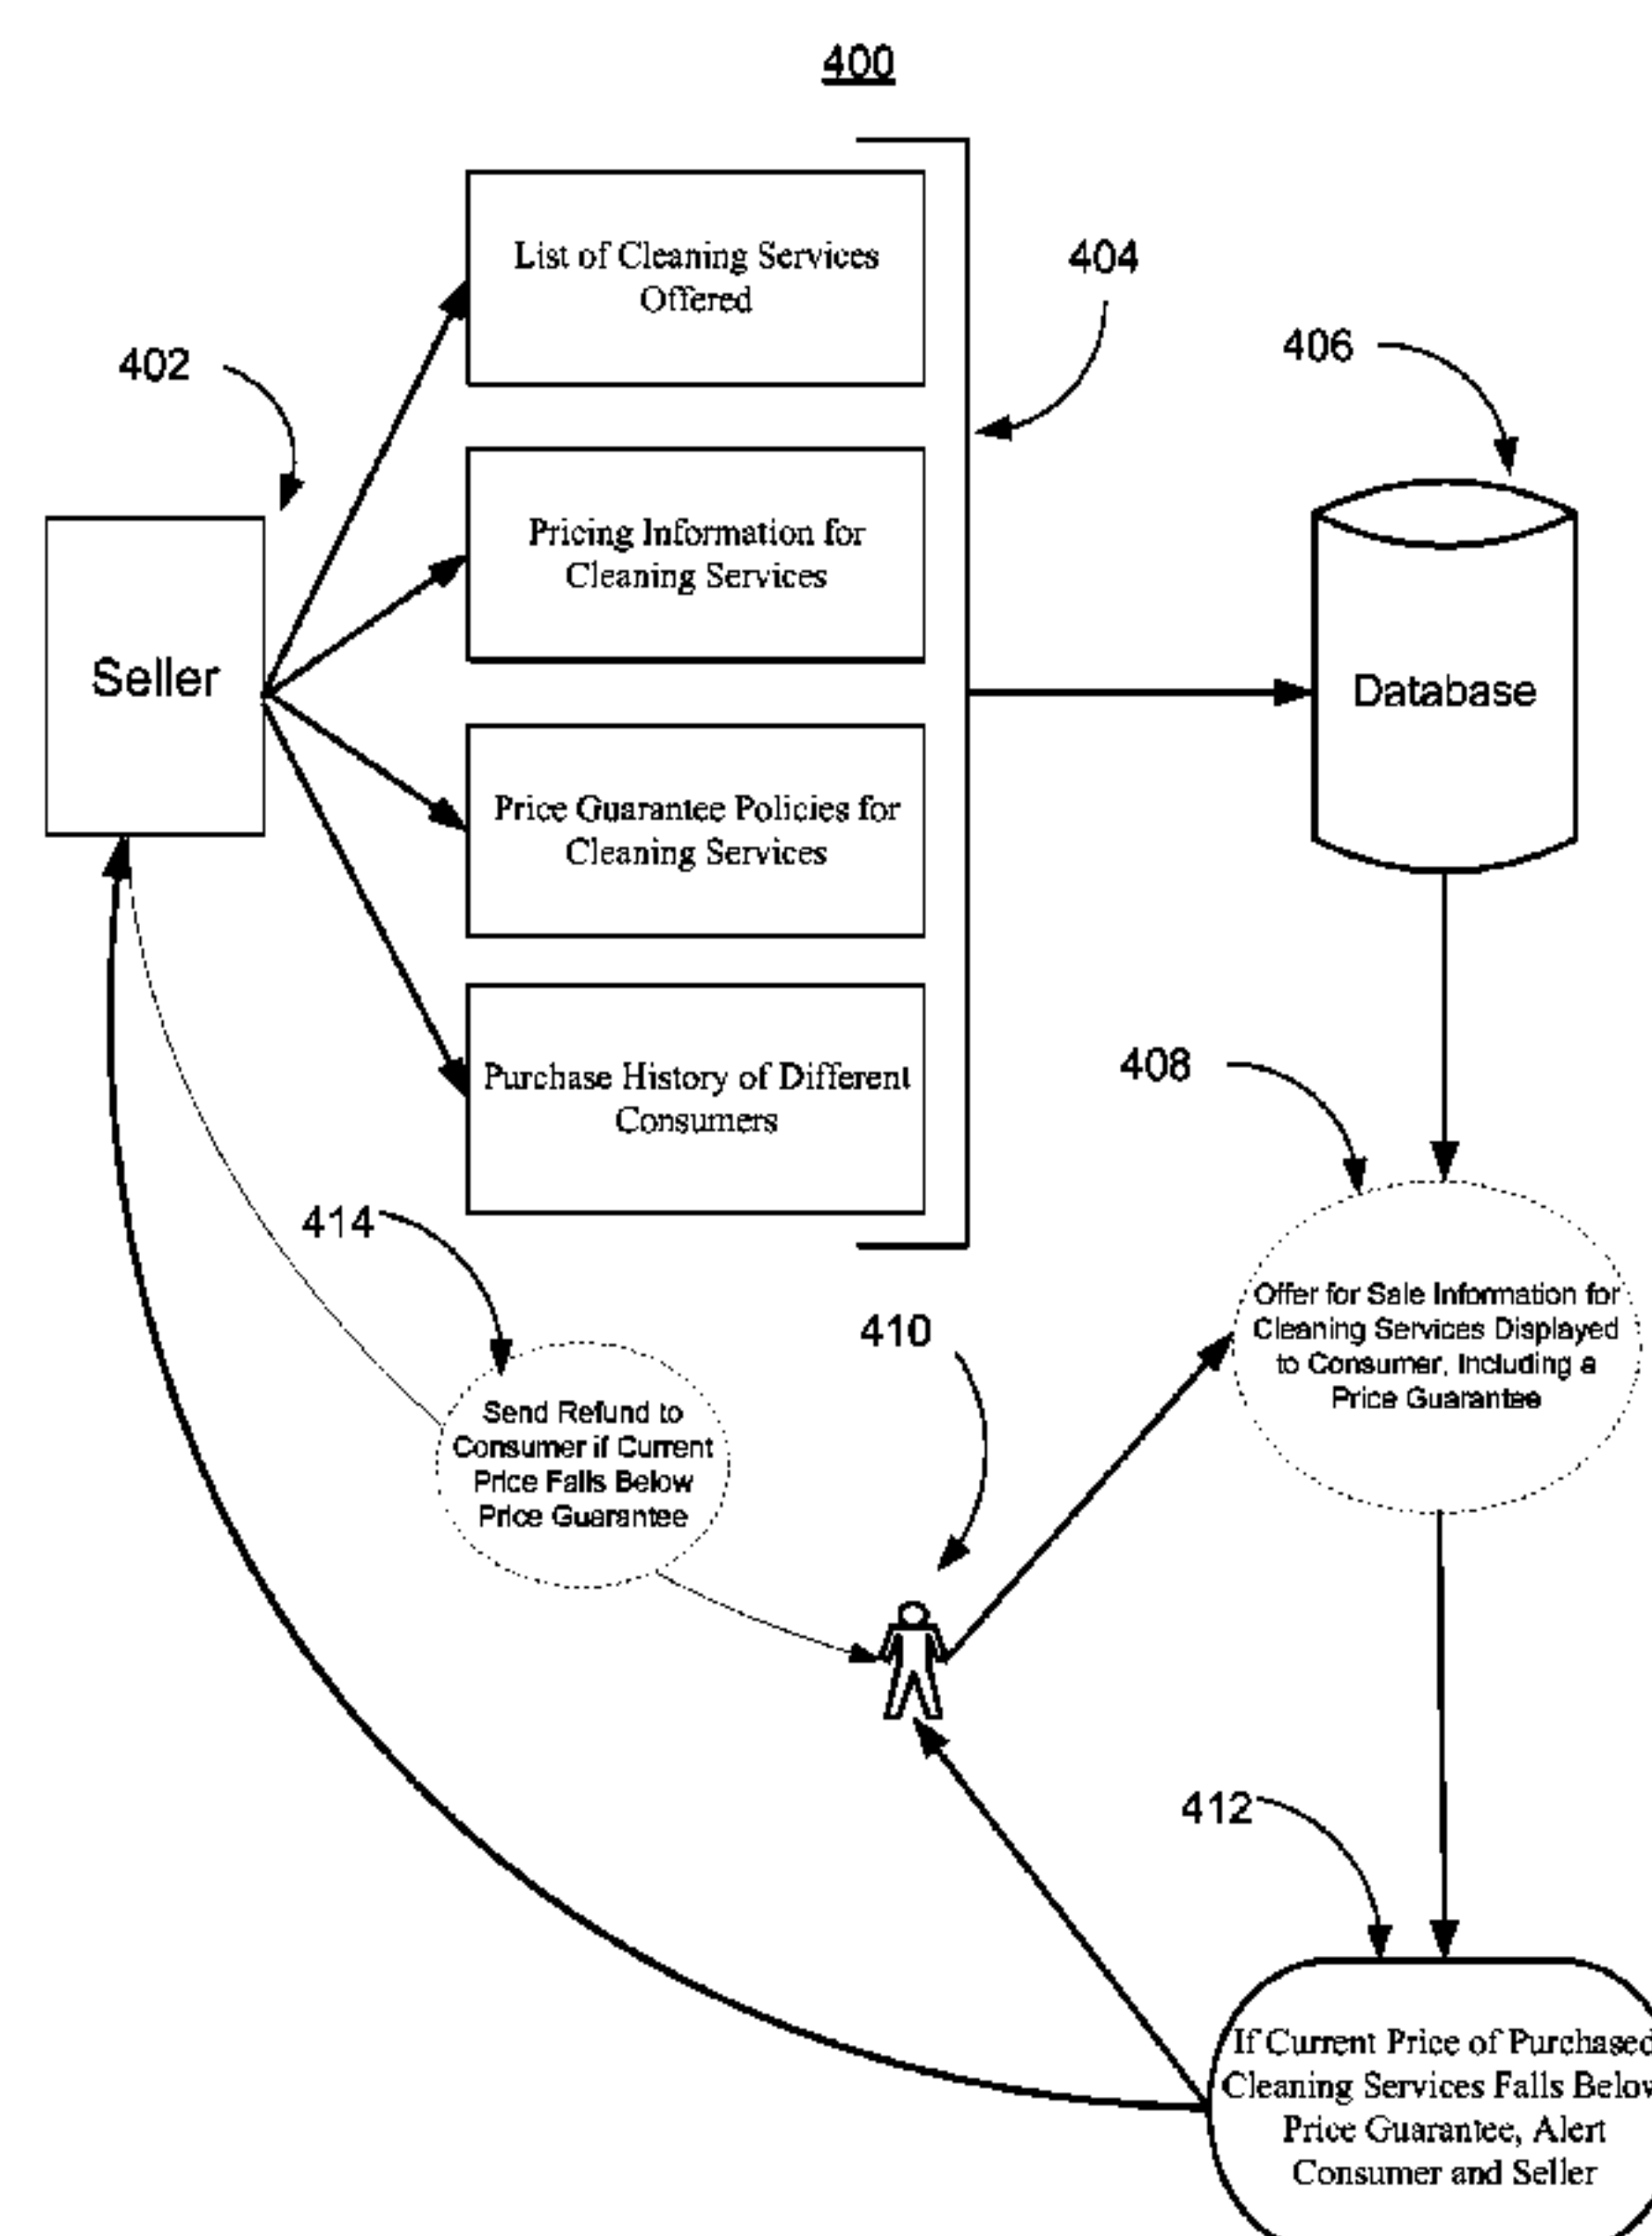 400
List of Cleaning Services
Offered
404
406
402
Pricing Information for
Cleaning Services
Seller
Database
Price Guarantee Policies for
Cleaning Services
Purchase History of Different
Consumers
408
414
410
Offer for Sale Information for
Cleaning Services Displayed
to Consumer, Including a
Price Guarantee
Send Refund to
Consumer if Current
Price Falls Below
Price Guarantee
412
If Current Price of Purchased
Cleaning Services Falls Below
Price Guarantee, Alert
Consumer and Seller